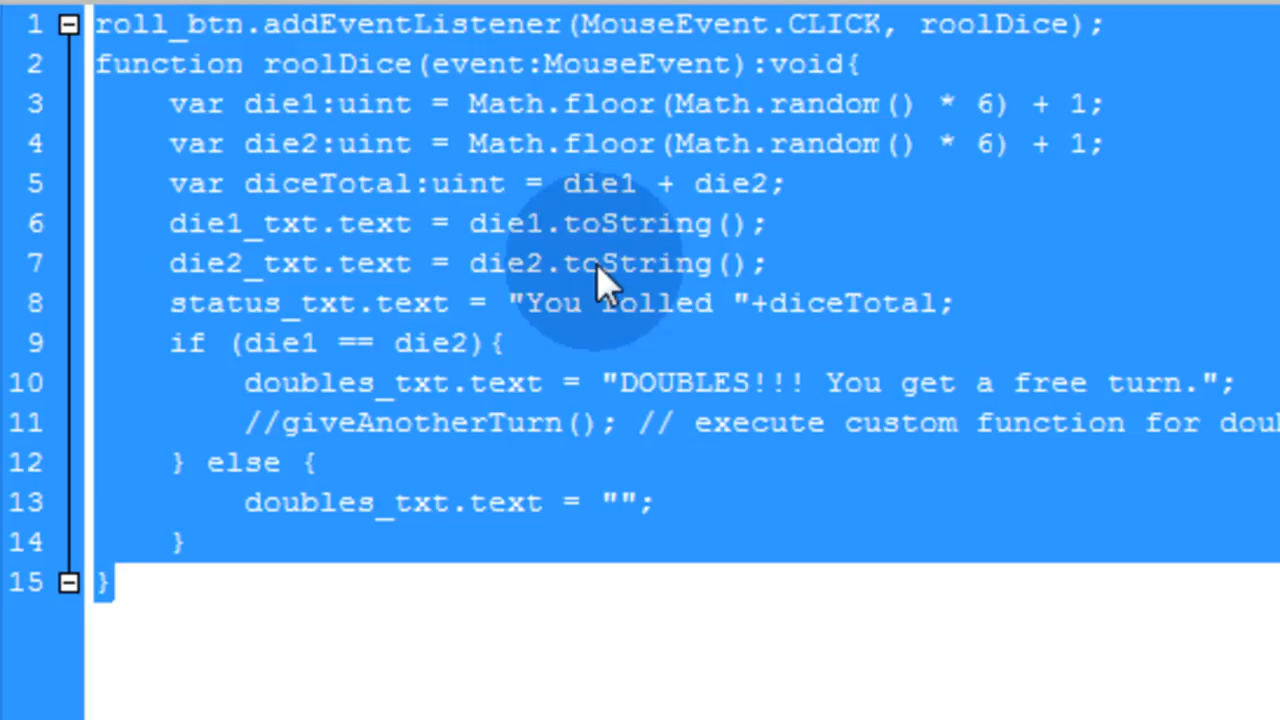 1 roll_btn.addEventListener(MouseEvent.CLICK, roolDice);
2 function roolDice(event:MouseEvent):void{
3 var die1:uint = Math.floor(Math.random() * 6) + 1;
4 var die2:uint = Math.floor(Math.random() * 6) + 1;
5 var diceTotal:uint = die1 + die2;
6 die1_txt.text = die1.toString();
7 die2_txt.text = die2.toString();
8 status_txt.text = "You rolled "+diceTotal;
9 if (die1 == die2){
10 doubles_txt.text = "DOUBLES!!! You get a free turn.";
11 //giveAnotherTurn(); // execute custom function for
12 } else {
13 doubles_txt.text = "";
14 }
15 }